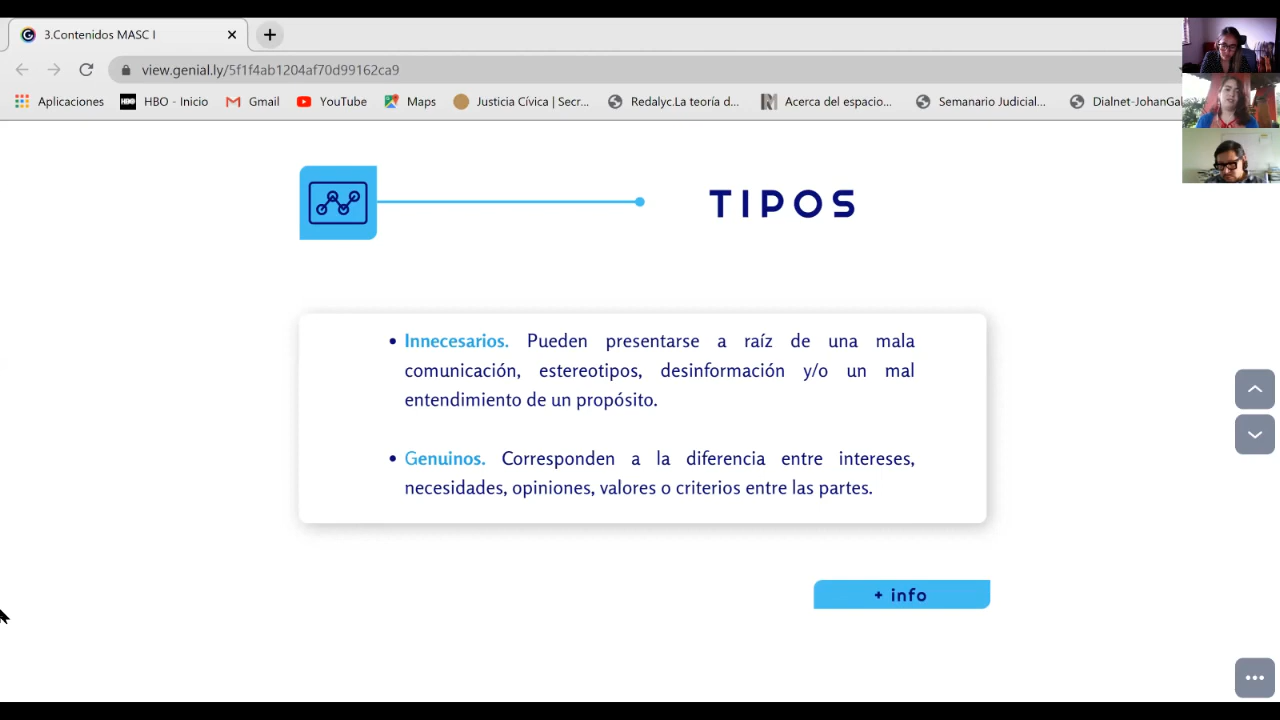 3.Contenidos MASC I
view.genial.ly/5f1f4ab1204af70d99162ca9
Aplicaciones HBO - Inicio Gmail YouTube Maps Justicia Cívica | Secr... Redalyc.La teoría d... Acerca del espacio... Semanario Judicial... Dialnet-JohanGal
TIPOS
• Innecesarios. Pueden presentarse a raíz de una mala
comunicación, estereotipos, desinformación y/o un mal
entendimiento de un propósito.
• Genuinos. Corresponden a la diferencia entre intereses,
necesidades, opiniones, valores o criterios entre las partes.
+ info